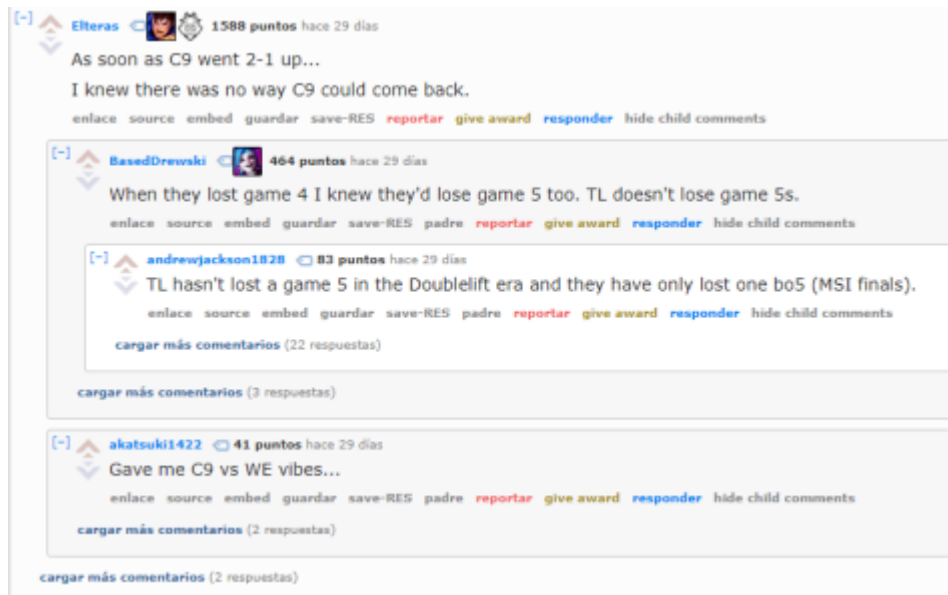 [-] Elteras 1588 puntos hace 29 días
As soon as C9 went 2-1 up...
I knew there was no way C9 could come back.
enlace source embed guardar save-RES reportar give award responder hide child comments
[-] BasedDrewski 464 puntos hace 29 días
When they lost game 4 I knew they'd lose game 5 too. TL doesn't lose game 5s.
enlace source embed guardar save-RES padre reportar give award responder hide child comments
[-] andrewjackson1828 83 puntos hace 29 días
TL hasn't lost a game 5 in the Doublelift era and they have only lost one bo5 (MSI finals).
enlace source embed guardar save-RES padre reportar give award responder hide child comments
cargar más comentarios (22 respuestas)
cargar más comentarios (3 respuestas)
[-] akatsuki1422 41 puntos hace 29 días
Gave me C9 vs WE vibes...
enlace source embed guardar save-RES padre reportar give award responder hide child comments
cargar más comentarios (2 respuestas)
cargar más comentarios (2 respuestas)